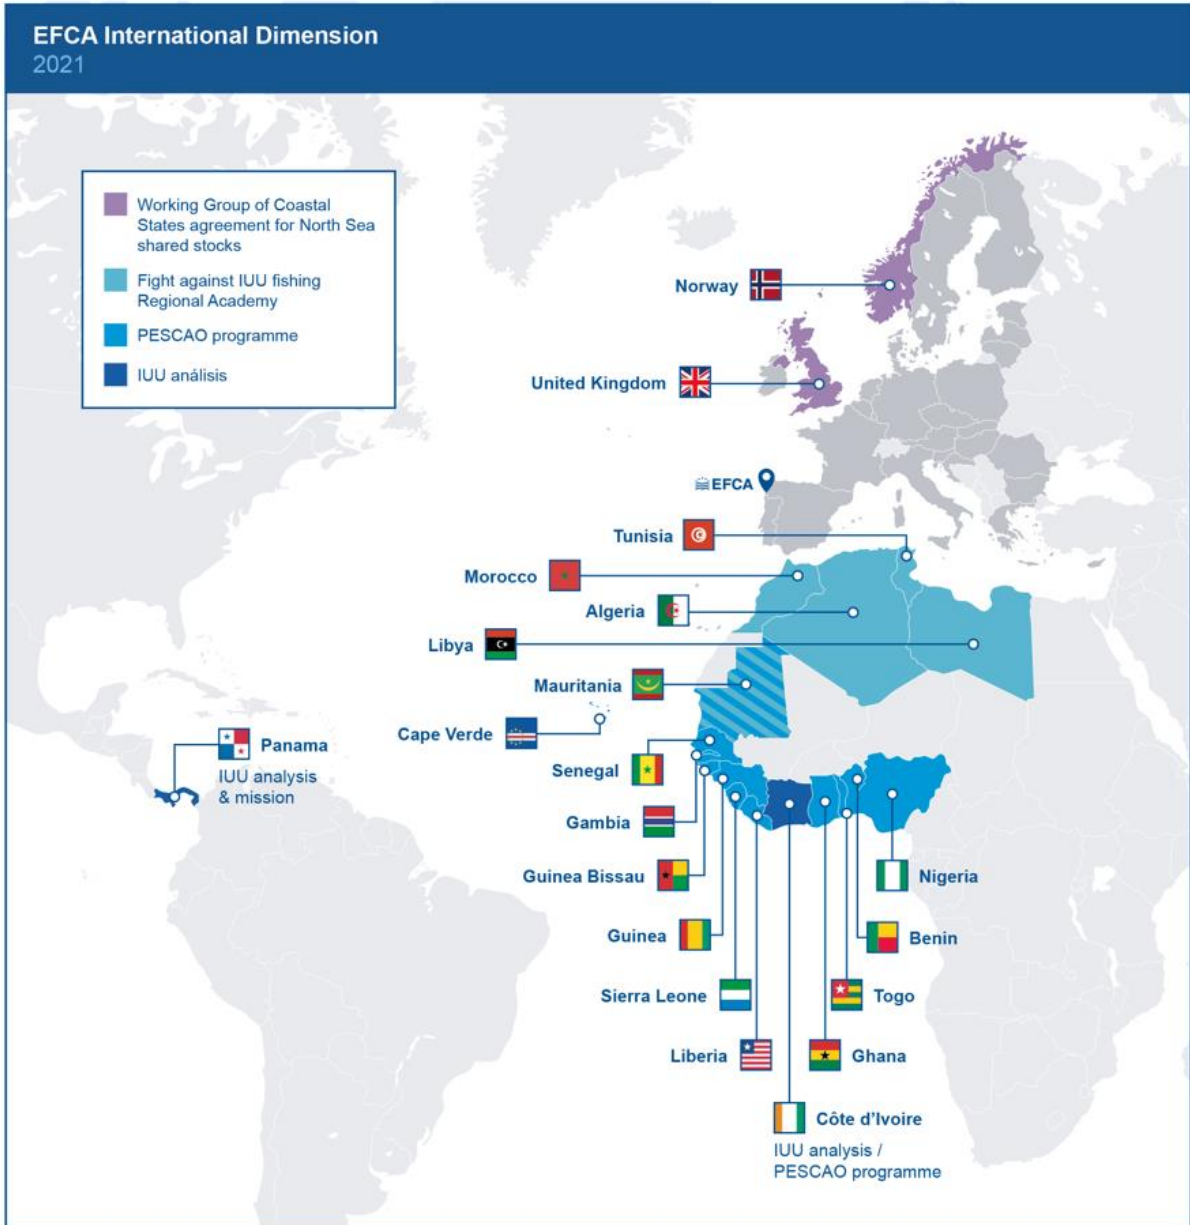 EFCA International Dimension
2021
Working Group of Coastal
States agreement for North Sea
shared stocks
Fight against IUU fishing
Regional Academy
PESCAO programme
IUU análisis
Norway
United Kingdom
EFCA
Tunisia
Morocco
Algeria
Libya
Mauritania
Cape Verde
Panama
IUU analysis
& mission
Senegal
Gambia
Guinea Bissau
Nigeria
Guinea
Benin
Sierra Leone
Togo
Liberia
Ghana
Côte d'Ivoire
IUU analysis /
PESCAO programme